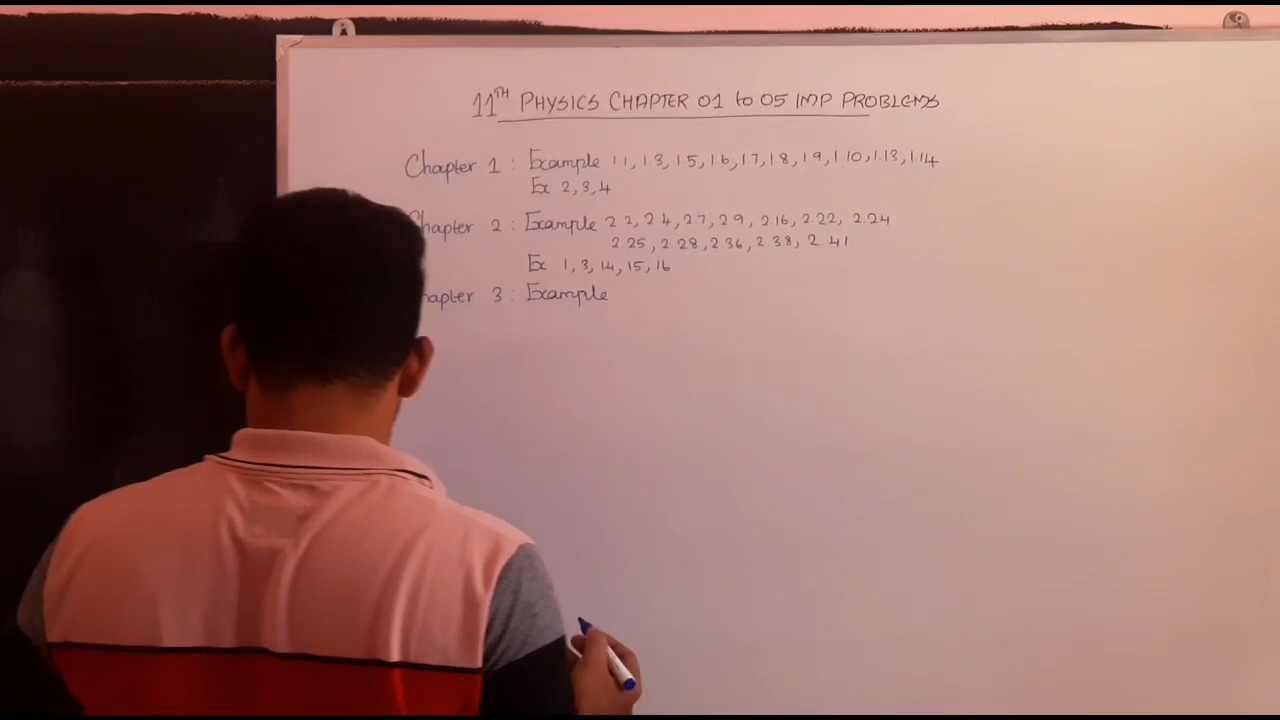 11TH PHYSICS CHAPTER 01 to 05 IMP PROBLEMS
Chapter 1 : Example 1.1, 1.3, 1.5, 1.6, 1.7, 1.8, 1.9, 1.10, 1.13, 1.14
Ex 2, 3, 4
Chapter 2 : Example 2.2, 2.4, 2.7, 2.9, 2.16, 2.22, 2.24
2.25, 2.28, 2.36, 2.38, 2.41
Ex 1, 3, 14, 15, 16
hapter 3 : Example